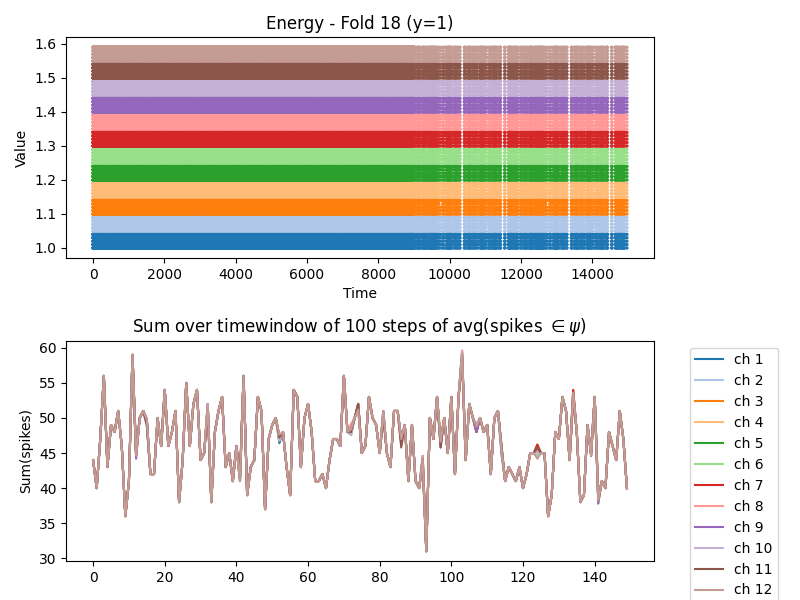 Energy - Fold 18 (y=1)
Value
1.6
1.5
1.4
1.3
1.2
1.1
1.0
0 2000 4000 6000 8000 10000 12000 14000
Time
Sum over timewindow of 100 steps of avg(spikes ∈ ψ)
Sum(spikes)
60
55
50
45
40
35
30
0 20 40 60 80 100 120 140
ch 1
ch 2
ch 3
ch 4
ch 5
ch 6
ch 7
ch 8
ch 9
ch 10
ch 11
ch 12